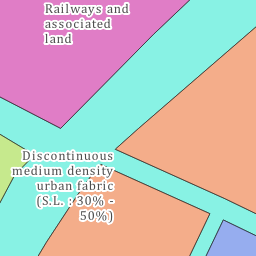 Railways and
associated
land
Discontinuous
medium density
urban fabric
(S.L. : 30% -
50%)